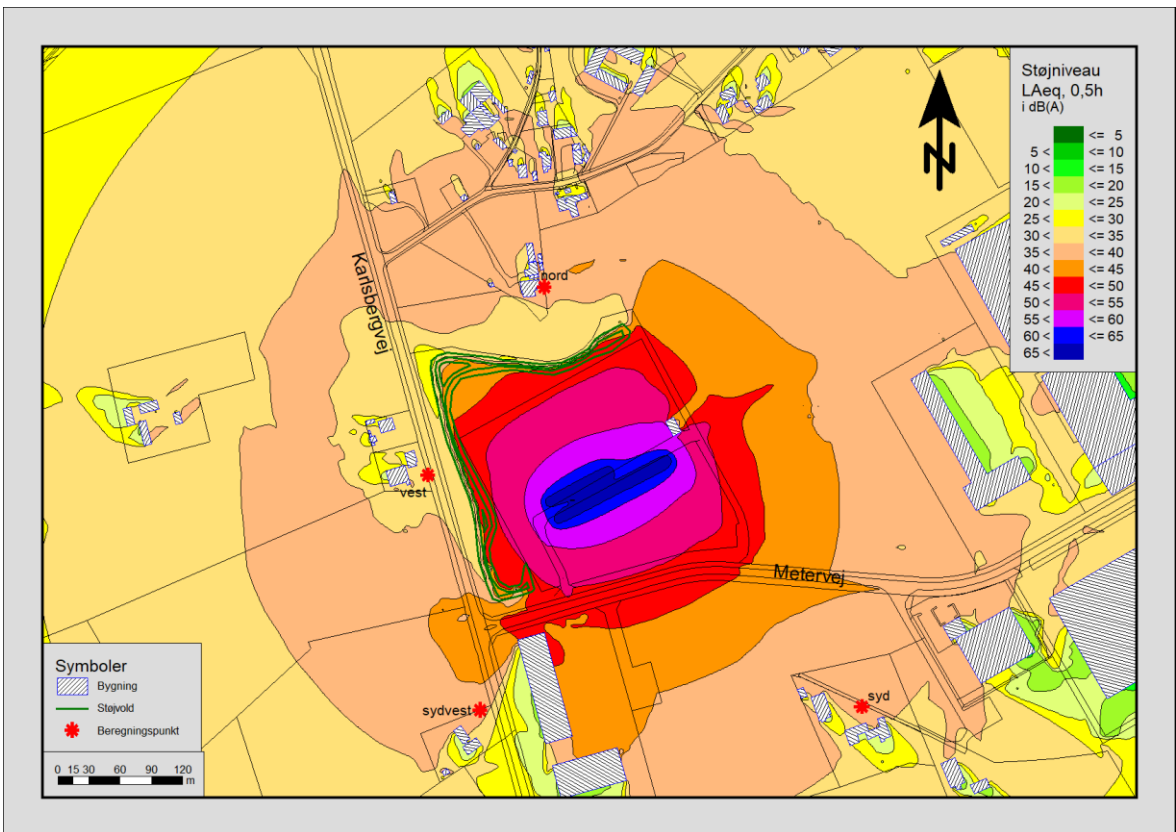 Støjniveau
LAeq, 0,5h
i dB(A)
<= 5
5 < <= 10
10 < <= 15
15 < <= 20
20 < <= 25
25 < <= 30
30 < <= 35
35 < <= 40
40 < <= 45
45 < <= 50
50 < <= 55
55 < <= 60
60 < <= 65
65 <
N
Karlsbergvej
nord
vest
Metervej
sydvest
syd
Symboler
Bygning
Støjvold
Beregningspunkt
0 15 30 60 90 120
m